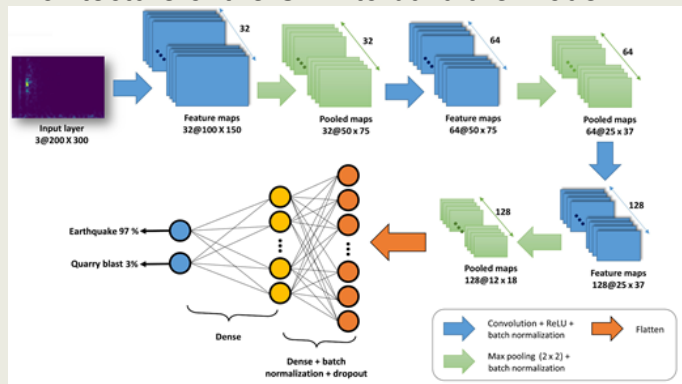 32
32
64
64
Input layer
3@200 X 300
Feature maps
32@100 X 150
Pooled maps
32@50 x 75
Feature maps
64@50 x 75
Pooled maps
64@25 x 37
128
128
Pooled maps
128@12 x 18
Feature maps
128@25 x 37
Earthquake 97 %
Quarry blast 3%
Dense
Dense + batch
normalization + dropout
Convolution + ReLU +
batch normalization
Flatten
Max pooling (2 x 2) +
batch normalization